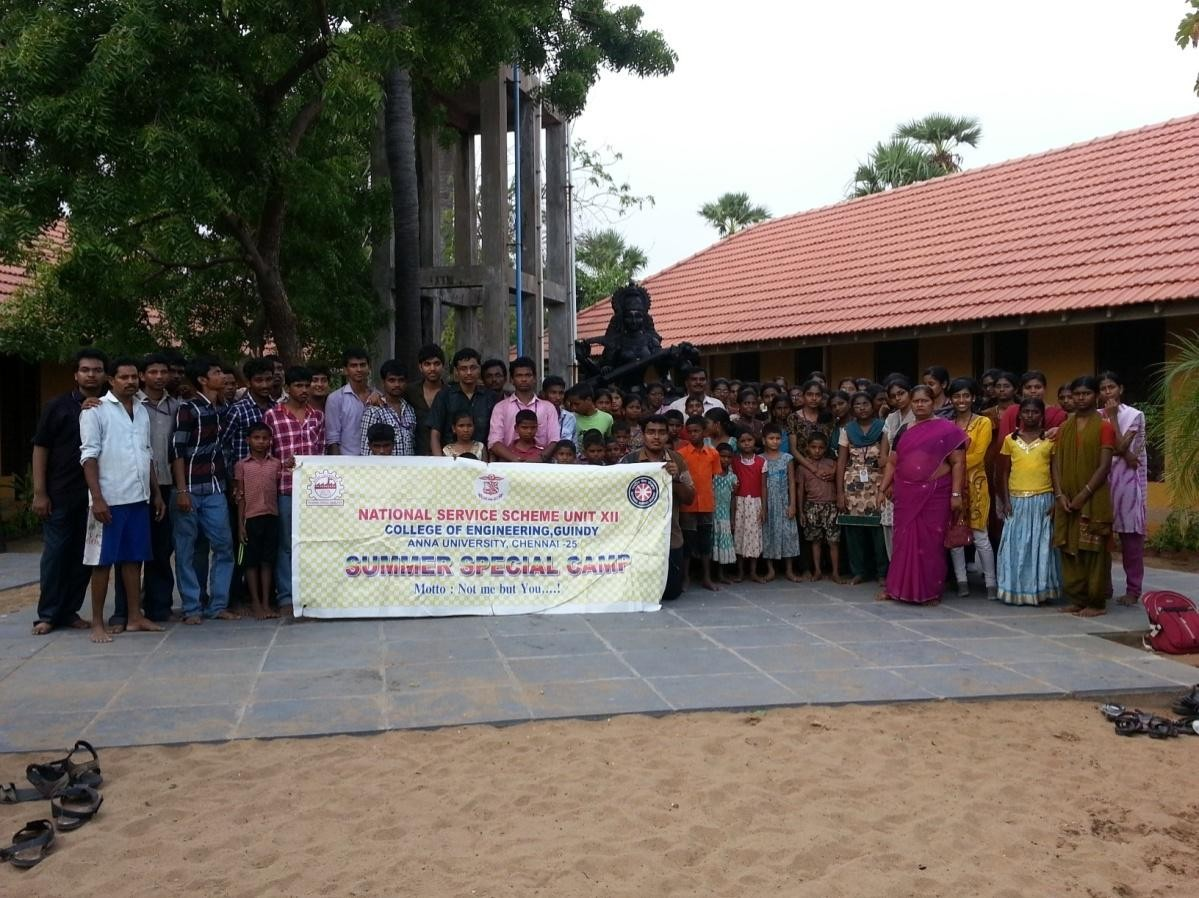 NATIONAL SERVICE SCHEME UNIT XII
COLLEGE OF ENGINEERING,GUINDY
ANNA UNIVERSITY, CHENNAI -25
SUMMER SPECIAL CAMP
Motto : Not me but You....!